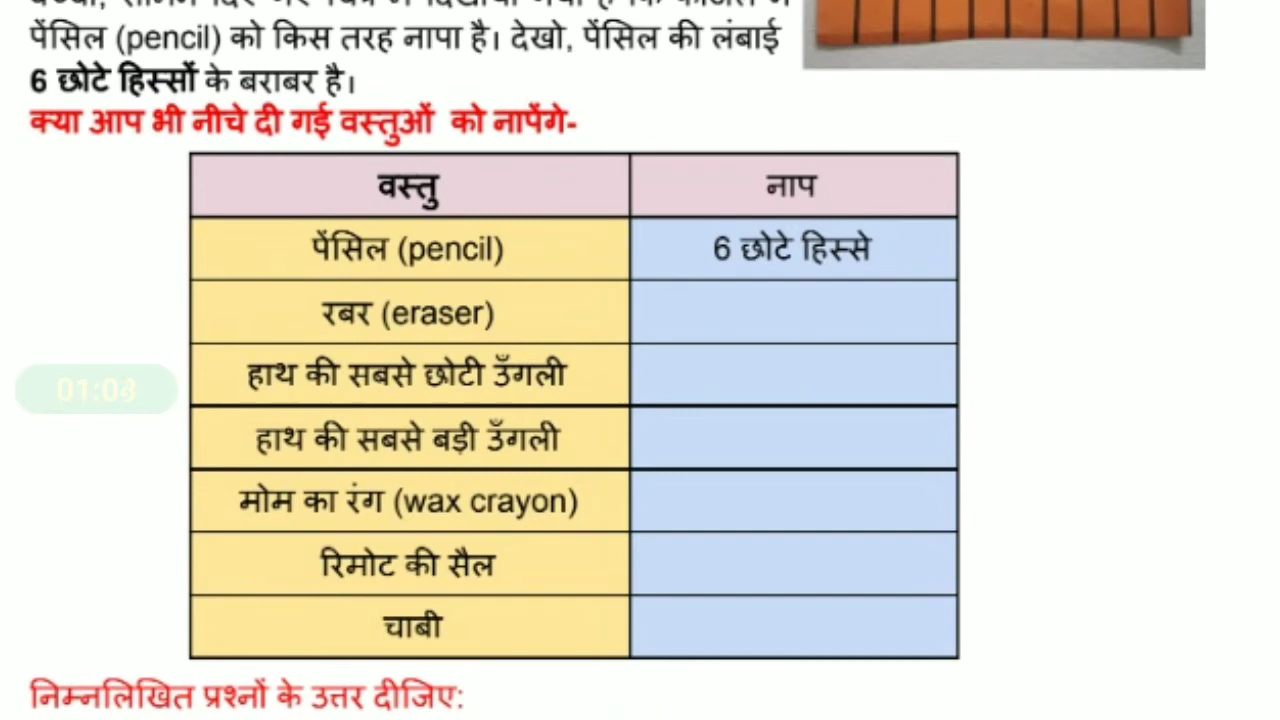 पेंसिल (pencil) को किस तरह नापा है। देखो, पेंसिल की लंबाई
6 छोटे हिस्सों के बराबर है।
क्या आप भी नीचे दी गई वस्तुओं को नापेंगे-
वस्तु नाप
पेंसिल (pencil) 6 छोटे हिस्से
रबर (eraser)
हाथ की सबसे छोटी उँगली
हाथ की सबसे बड़ी उँगली
मोम का रंग (wax crayon)
रिमोट की सैल
चाबी
निम्नलिखित प्रश्नों के उत्तर दीजिए: